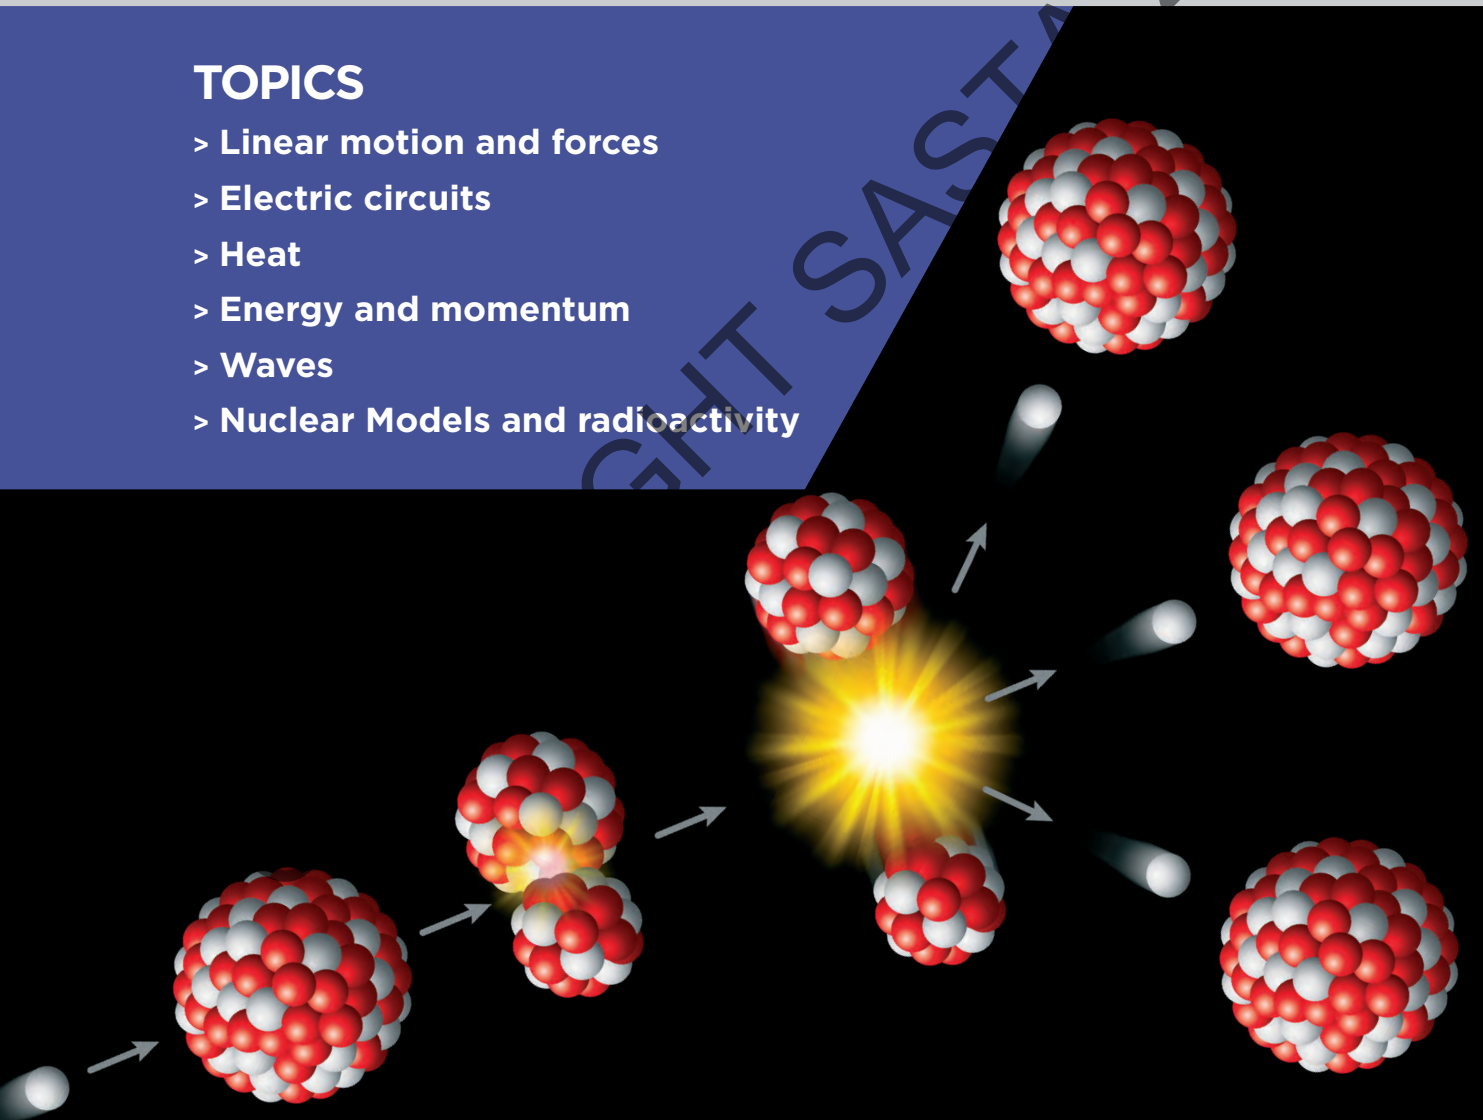 TOPICS
> Linear motion and forces
> Electric circuits
> Heat
> Energy and momentum
> Waves
> Nuclear Models and radioactivity